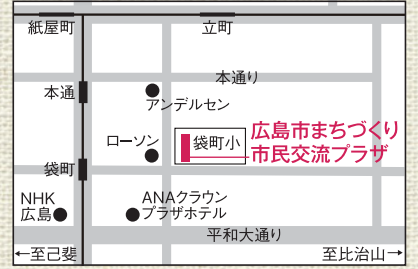 紙屋町
立町
本通り
本通
アンデルセン
広島市まちづくり
市民交流プラザ
ローソン
袋町小
袋町
NHK
広島
ANAクラウン
プラザホテル
平和大通り
←至己斐
至比治山→